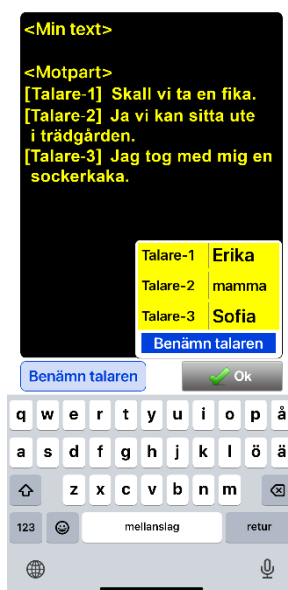 <Min text>
<Motpart>
[Talare-1] Skall vi ta en fika.
[Talare-2] Ja vi kan sitta ute
i trädgården.
[Talare-3] Jag tog med mig en
sockerkaka.
Talare-1 Erika
Talare-2 mamma
Talare-3 Sofia
Benämn talaren
Benämn talaren Ok
q w e r t y u i o p å
a s d f g h j k l ö ä
z x c v b n m
123 mellanslag retur